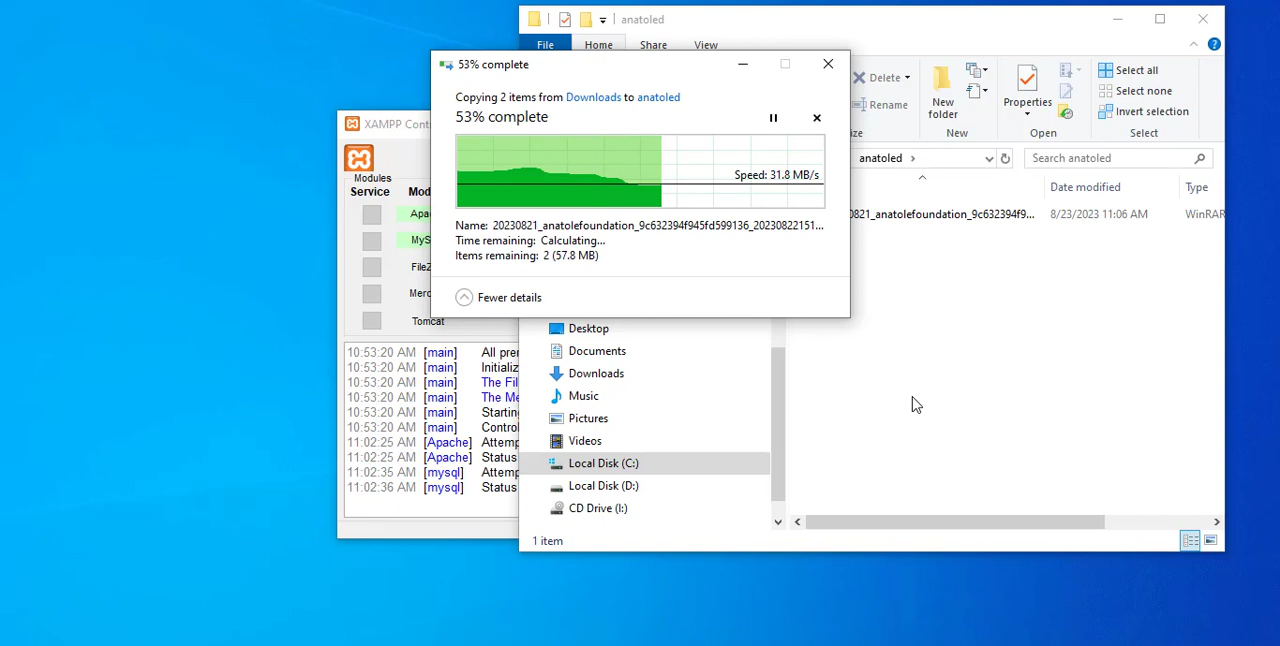 anatoled
File
Home
Share
View
53% complete
Copying 2 items from Downloads to anatoled
53% complete
Speed: 31.8 MB/s
Name: 20230821_anatolefoundation_9c632394f945fd599136_20230822151...
Time remaining: Calculating...
Items remaining: 2 (57.8 MB)
Fewer details
Delete
Rename
New folder
Properties
Select all
Select none
Invert selection
New
Open
Select
anatoled
Search anatoled
Date modified
Type
821_anatolefoundation_9c632394f9...
8/23/2023 11:06 AM
WinRAR
XAMPP Cont
Modules
Service
Mod
Apac
MyS
FileZ
Merc
Tomcat
10:53:20 AM [main] All prer
10:53:20 AM [main] Initializ
10:53:20 AM [main] The Fil
10:53:20 AM [main] The Me
10:53:20 AM [main] Starting
10:53:20 AM [main] Contro
11:02:25 AM [Apache] Attemp
11:02:25 AM [Apache] Status
11:02:35 AM [mysql] Attemp
11:02:36 AM [mysql] Status
Desktop
Documents
Downloads
Music
Pictures
Videos
Local Disk (C:)
Local Disk (D:)
CD Drive (I:)
1 item